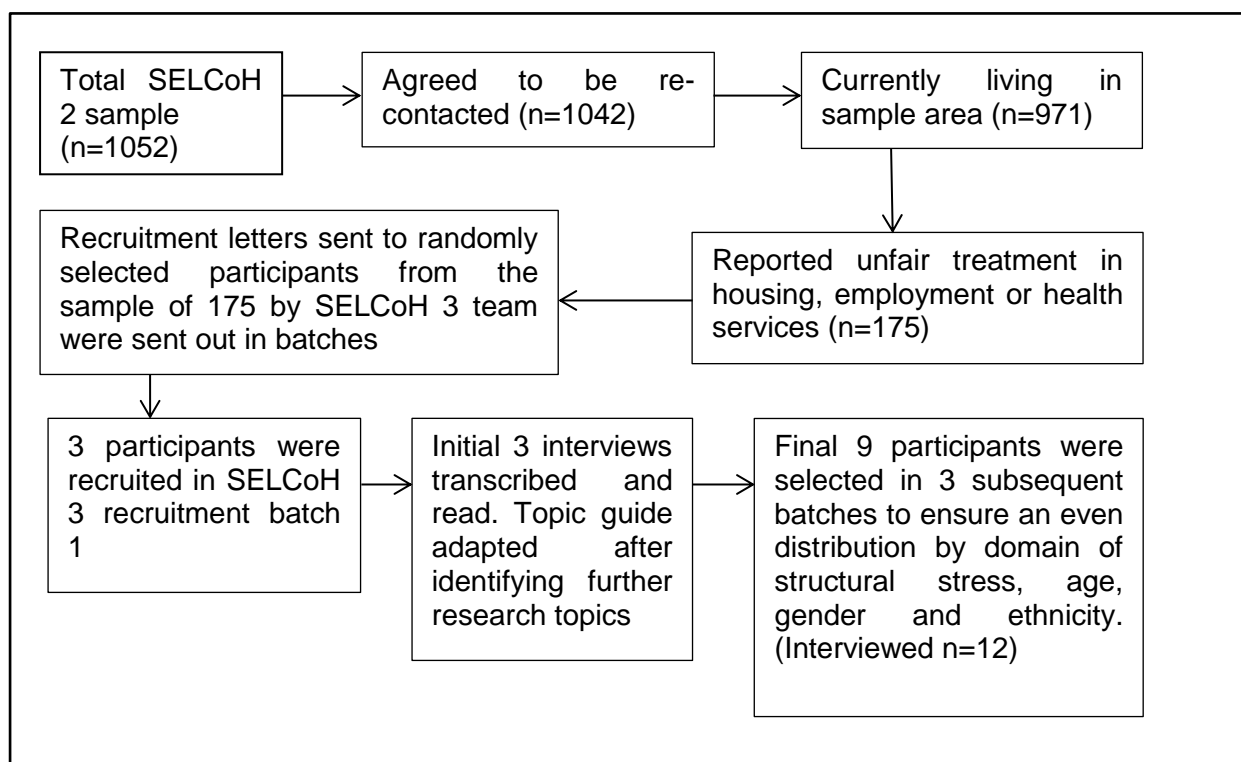 Total SELCoH
2 sample
(n=1052)
Agreed to be re-
contacted (n=1042)
Currently living in
sample area (n=971)
Recruitment letters sent to randomly
selected participants from the
sample of 175 by SELCoH 3 team
were sent out in batches
Reported unfair treatment in
housing, employment or health
services (n=175)
3 participants were
recruited in SELCoH
3 recruitment batch
1
Initial 3 interviews
transcribed and
read. Topic guide
adapted after
identifying further
research topics
Final 9 participants were
selected in 3 subsequent
batches to ensure an even
distribution by domain of
structural stress, age,
gender and ethnicity.
(Interviewed n=12)